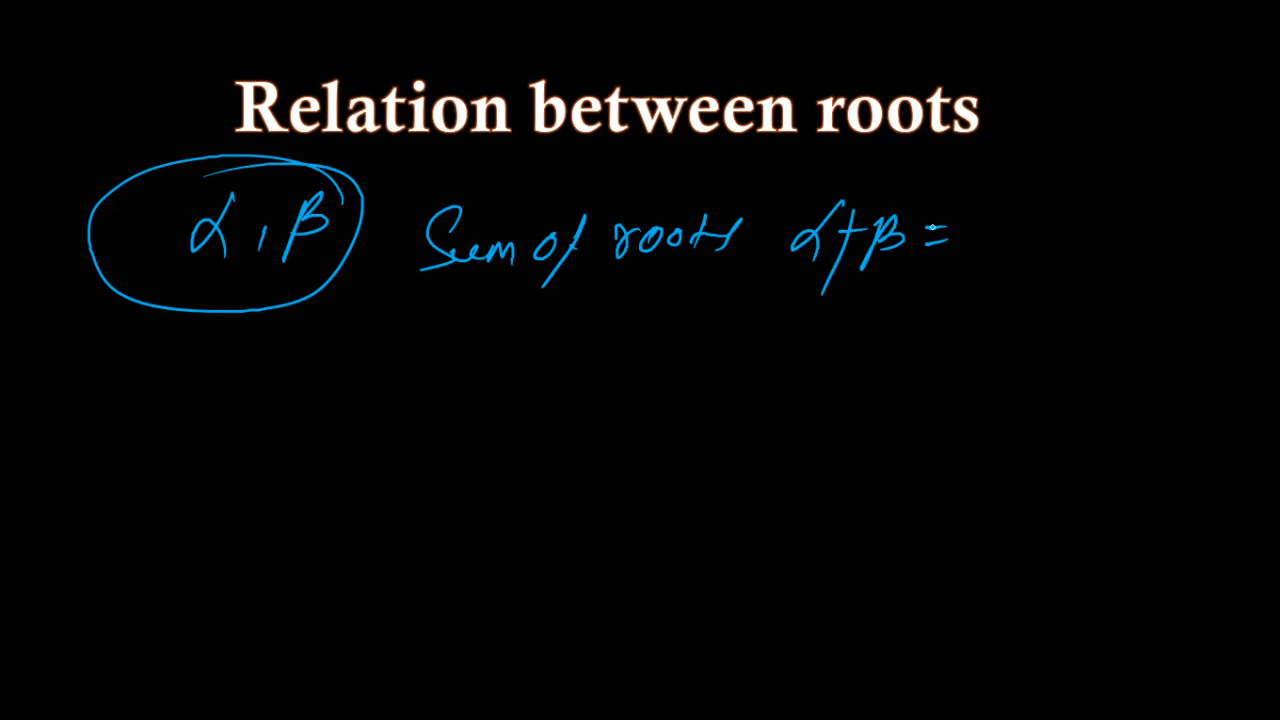 Relation between roots
α, β Sum of roots α+β =